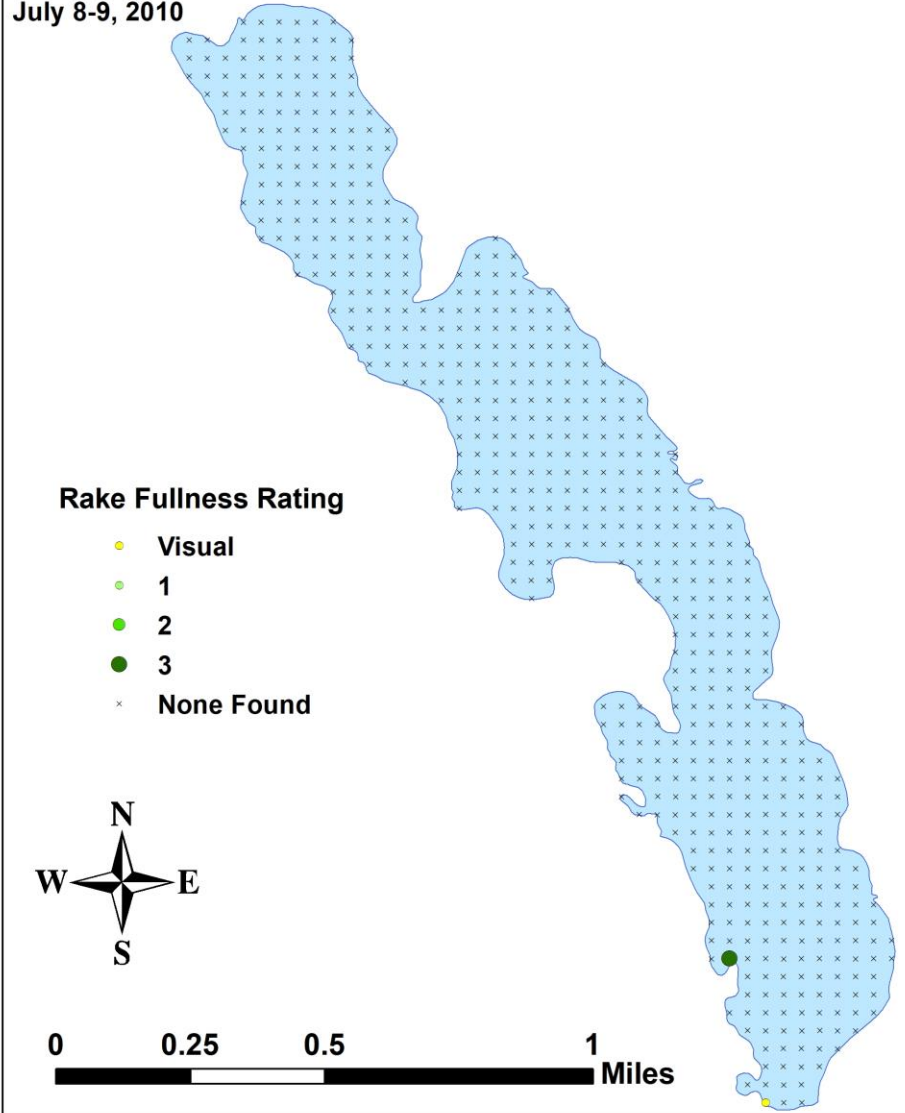 July 8-9, 2010
Rake Fullness Rating
Visual
1
2
3
None Found
N
W E
S
0 0.25 0.5 1
Miles